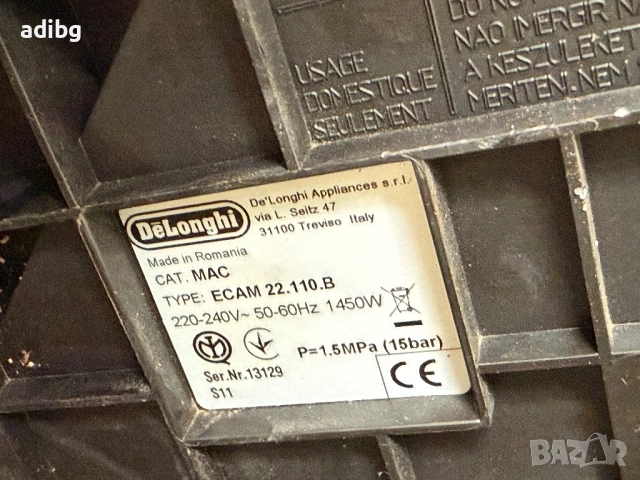 adibg
USAGE
DOMESTIQUE
SEULEMENT
DO NOT
NAO IMERGIR
A KESZULEKET
MERITENI.NEM
DeLonghi
De'Longhi Appliances s.r.l.
via L. Seitz 47
31100 Treviso Italy
Made in Romania
CAT. MAC
TYPE: ECAM 22.110.B
220-240V~ 50-60Hz 1450W
P=1.5MPa (15bar)
Ser.Nr.13129
S11
CE
BAZAR